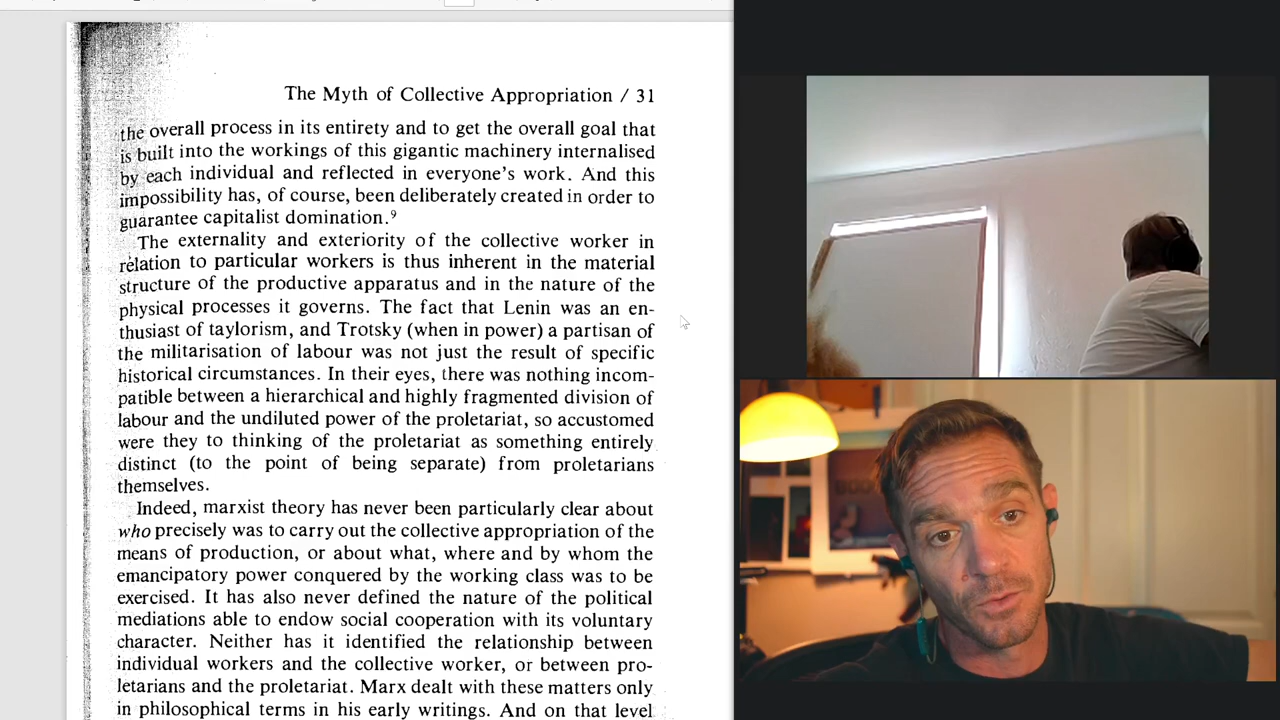 The Myth of Collective Appropriation / 31
the overall process in its entirety and to get the overall goal that
is built into the workings of this gigantic machinery internalised
by each individual and reflected in everyone's work. And this
impossibility has, of course, been deliberately created in order to
guarantee capitalist domination.⁹
The externality and exteriority of the collective worker in
relation to particular workers is thus inherent in the material
structure of the productive apparatus and in the nature of the
physical processes it governs. The fact that Lenin was an en-
thusiast of taylorism, and Trotsky (when in power) a partisan of
the militarisation of labour was not just the result of specific
historical circumstances. In their eyes, there was nothing incom-
patible between a hierarchical and highly fragmented division of
labour and the undiluted power of the proletariat, so accustomed
were they to thinking of the proletariat as something entirely
distinct (to the point of being separate) from proletarians
themselves.
Indeed, marxist theory has never been particularly clear about
who precisely was to carry out the collective appropriation of the
means of production, or about what, where and by whom the
emancipatory power conquered by the working class was to be
exercised. It has also never defined the nature of the political
mediations able to endow social cooperation with its voluntary
character. Neither has it identified the relationship between
individual workers and the collective worker, or between pro-
letarians and the proletariat. Marx dealt with these matters only
in philosophical terms in his early writings. And on that level